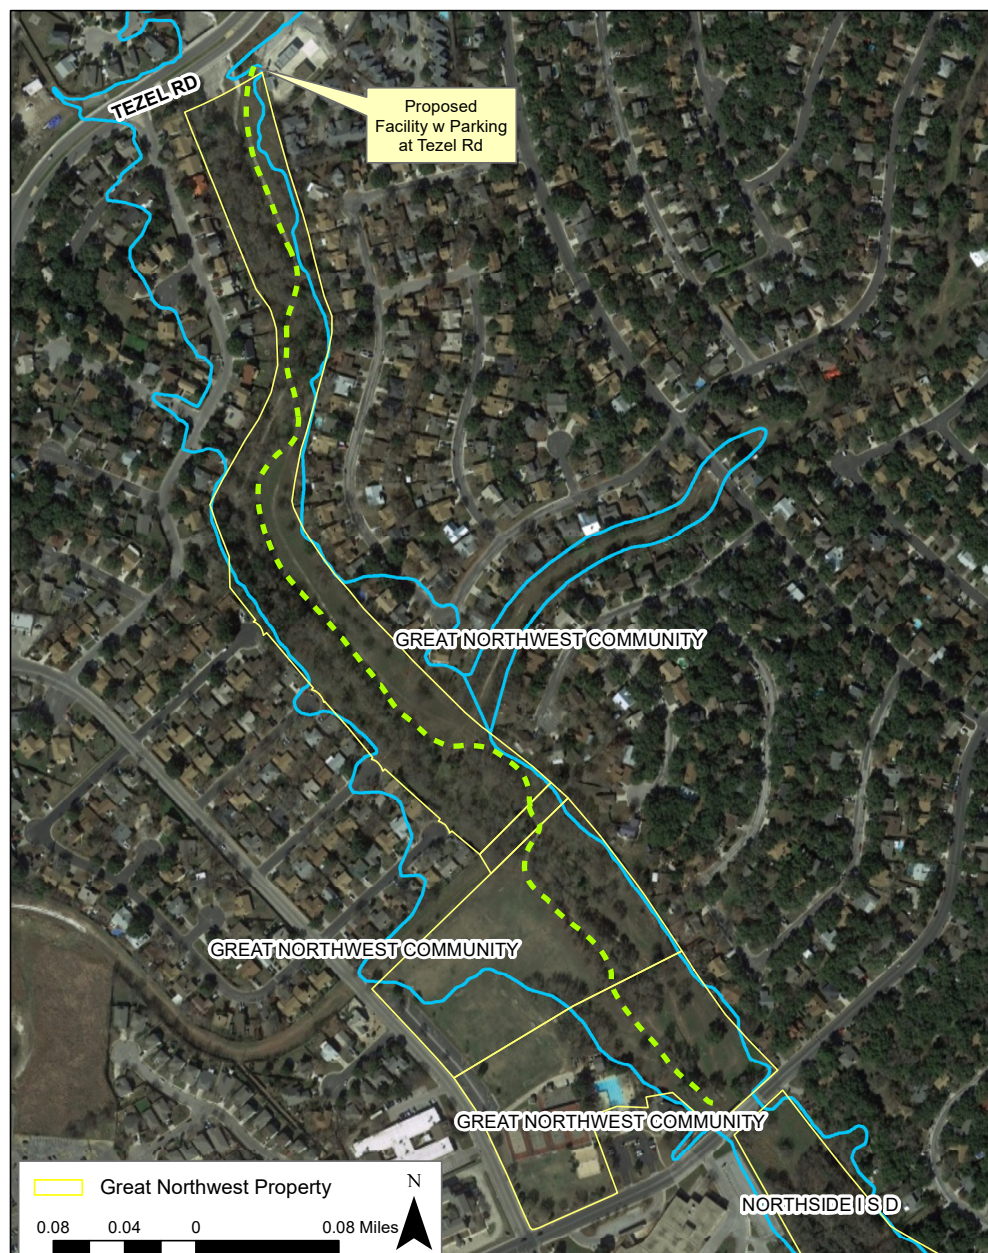 TEZEL RD
Proposed
Facility w Parking
at Tezel Rd
GREAT NORTHWEST COMMUNITY
GREAT NORTHWEST COMMUNITY
GREAT NORTHWEST COMMUNITY
NORTHSIDE I S D
Great Northwest Property
N
0.08 0.04 0 0.08 Miles